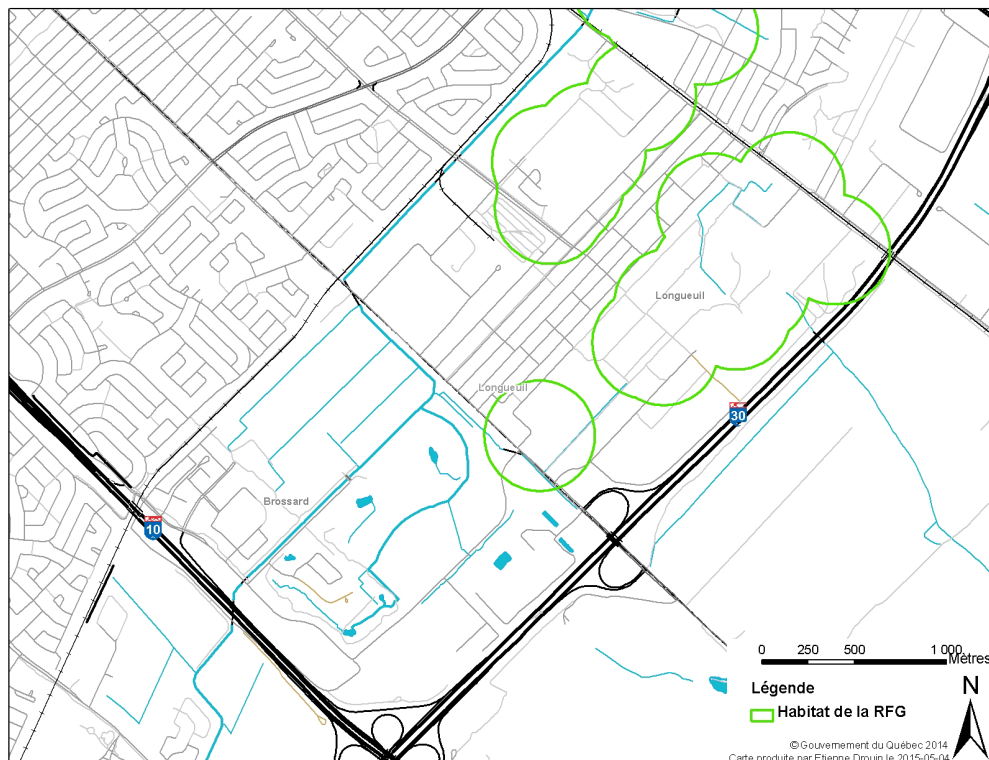 Longueuil
Longueuil
30
Brossard
10
0 250 500 1 000
Mètres
N
Légende
Habitat de la RFG
© Gouvernement du Québec 2014
Carte produite par Etienne Drouin le 2015-05-04